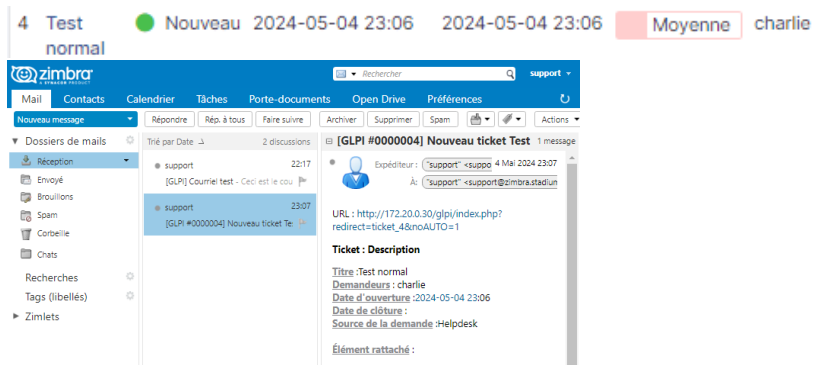 4 Test Nouveau 2024-05-04 23:06 2024-05-04 23:06 Moyenne charlie
normal
zimbra
A SYNACOR PRODUCT
Rechercher
support
Mail Contacts Calendrier Tâches Porte-documents Open Drive Préférences
Nouveau message Répondre Rép. à tous Faire suivre Archiver Supprimer Spam Actions
Dossiers de mails
Réception
Envoyé
Brouillons
Spam
Corbeille
Chats
Recherches
Tags (libellés)
Zimlets
Trié par Date 2 discussions
support 22:17
[GLPI] Courriel test - Ceci est le cou
support 23:07
[GLPI #0000004] Nouveau ticket Te
[GLPI #0000004] Nouveau ticket Test 1 message
Expéditeur : "support" <suppo 4 Mai 2024 23:07
À: "support" <support@zimbra.stadiun
URL : http://172.20.0.30/glpi/index.php?
redirect=ticket_4&noAUTO=1
Ticket : Description
Titre :Test normal
Demandeurs : charlie
Date d'ouverture :2024-05-04 23:06
Date de clôture :
Source de la demande :Helpdesk
Élément rattaché :